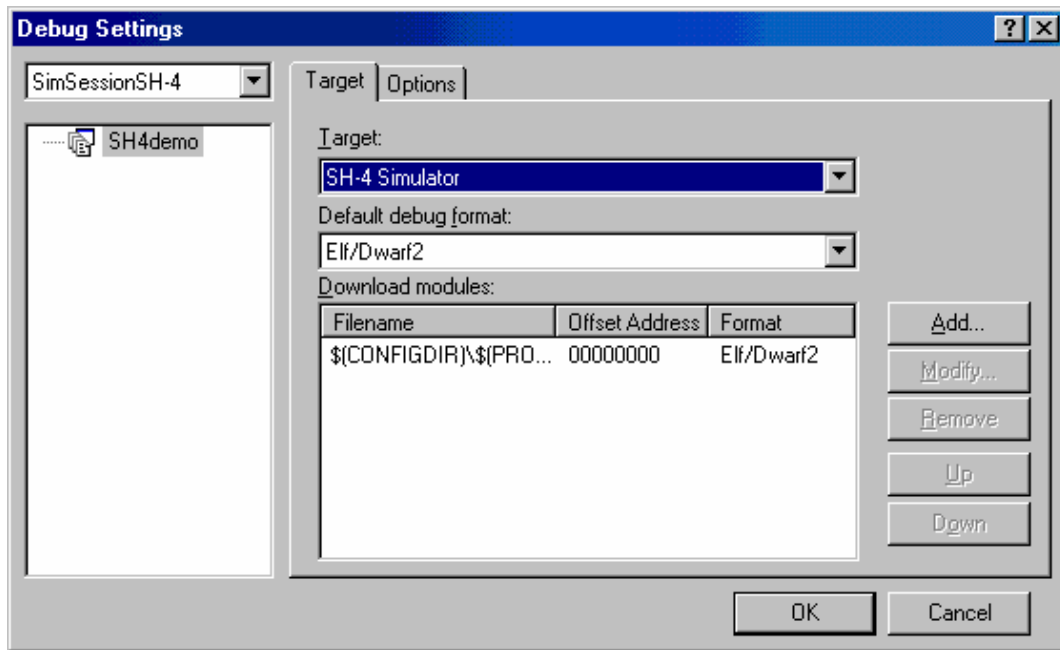 Debug Settings
SimSessionSH-4
SH4demo
Target Options
Target:
SH-4 Simulator
Default debug format:
Elf/Dwarf2
Download modules:
Filename Offset Address Format
$(CONFIGDIR)\$(PRO... 00000000 Elf/Dwarf2
Add...
Modify...
Remove
Up
Down
OK Cancel